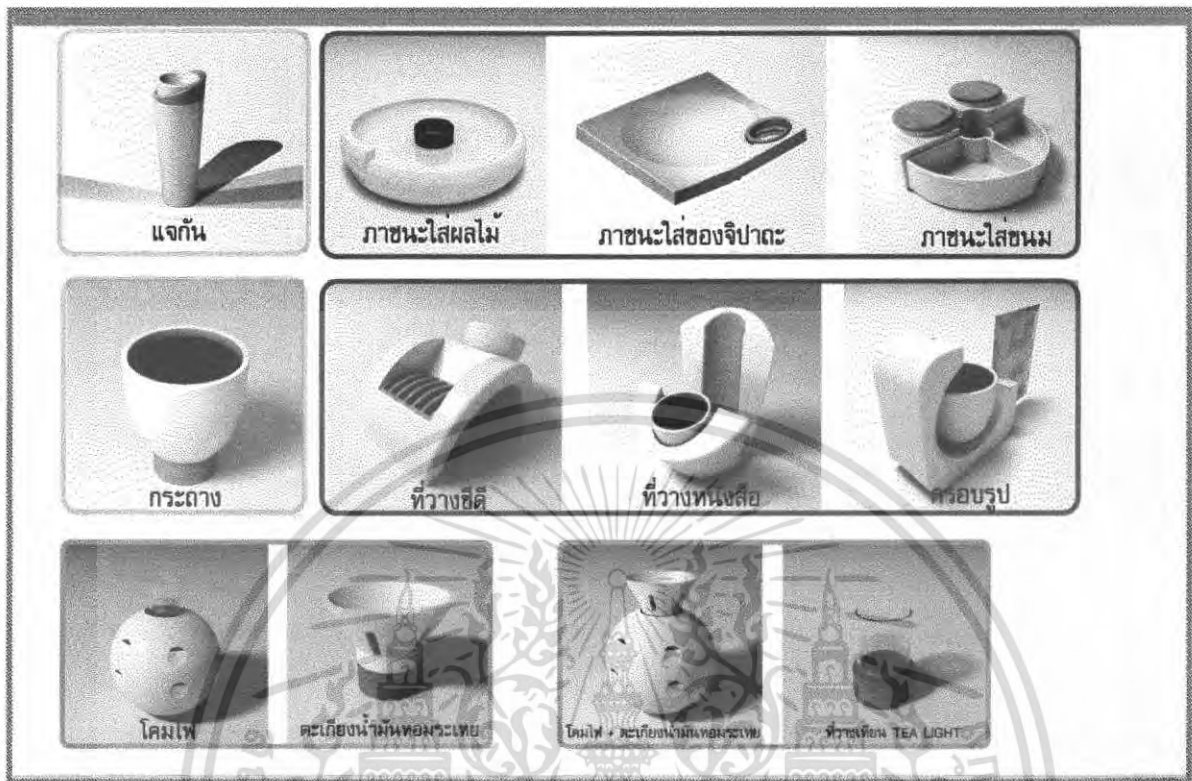 แจกัน
ภาชนะใส่ผลไม้
ภาชนะใส่ของจิปาถะ
ภาชนะใส่ขนม
กระถาง
ที่วางซีดี
ที่วางหนังสือ
กรอบรูป
โคมไฟ
ตะเกียงน้ำมันหอมระเหย
โคมไฟ + ตะเกียงน้ำมันหอมระเหย
ที่วางเทียน TEA LIGHT